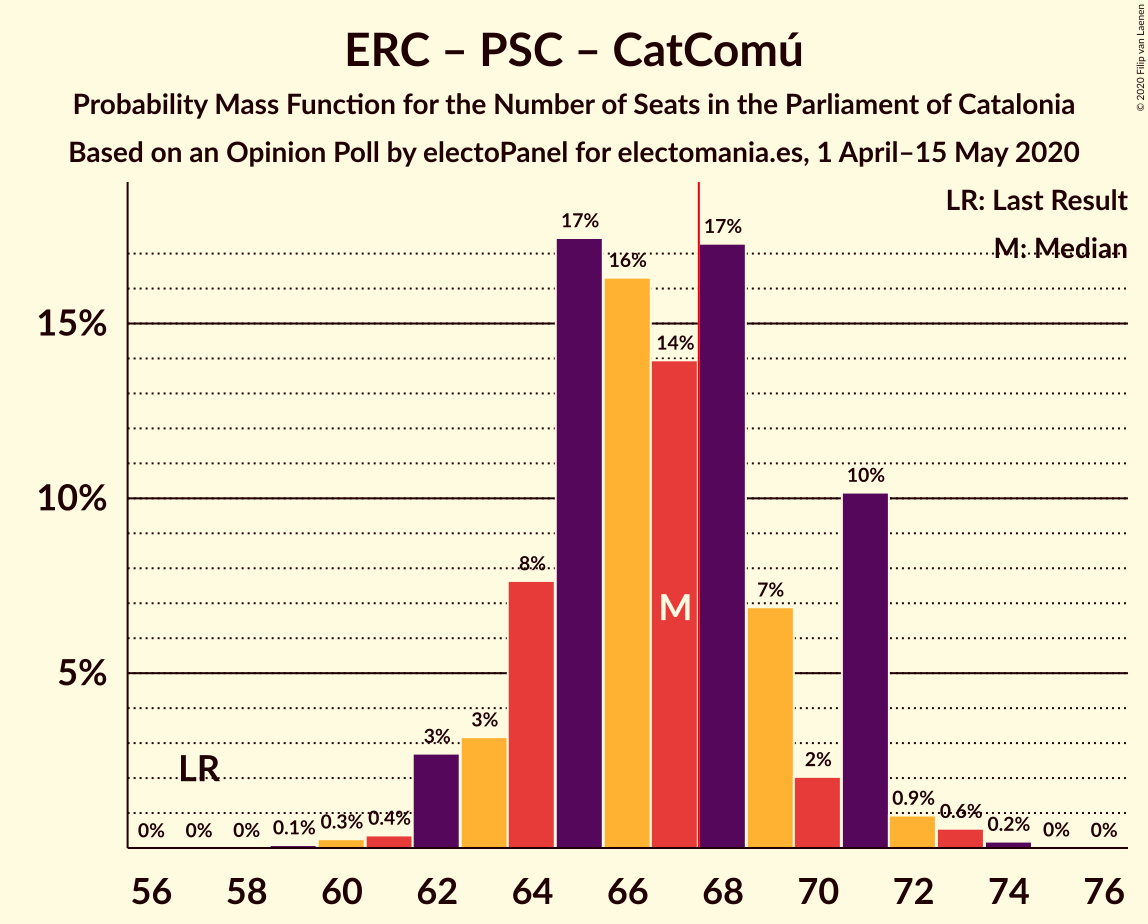 ERC – PSC – CatComú
Probability Mass Function for the Number of Seats in the Parliament of Catalonia
Based on an Opinion Poll by electoPanel for electomania.es, 1 April–15 May 2020
© 2020 Filip van Laenen
LR: Last Result
M: Median
15%
10%
5%
LR
M
0%
0%
0%
0.1%
0.3%
0.4%
3%
3%
8%
17%
16%
14%
17%
7%
2%
10%
0.9%
0.6%
0.2%
0%
0%
56 58 60 62 64 66 68 70 72 74 76